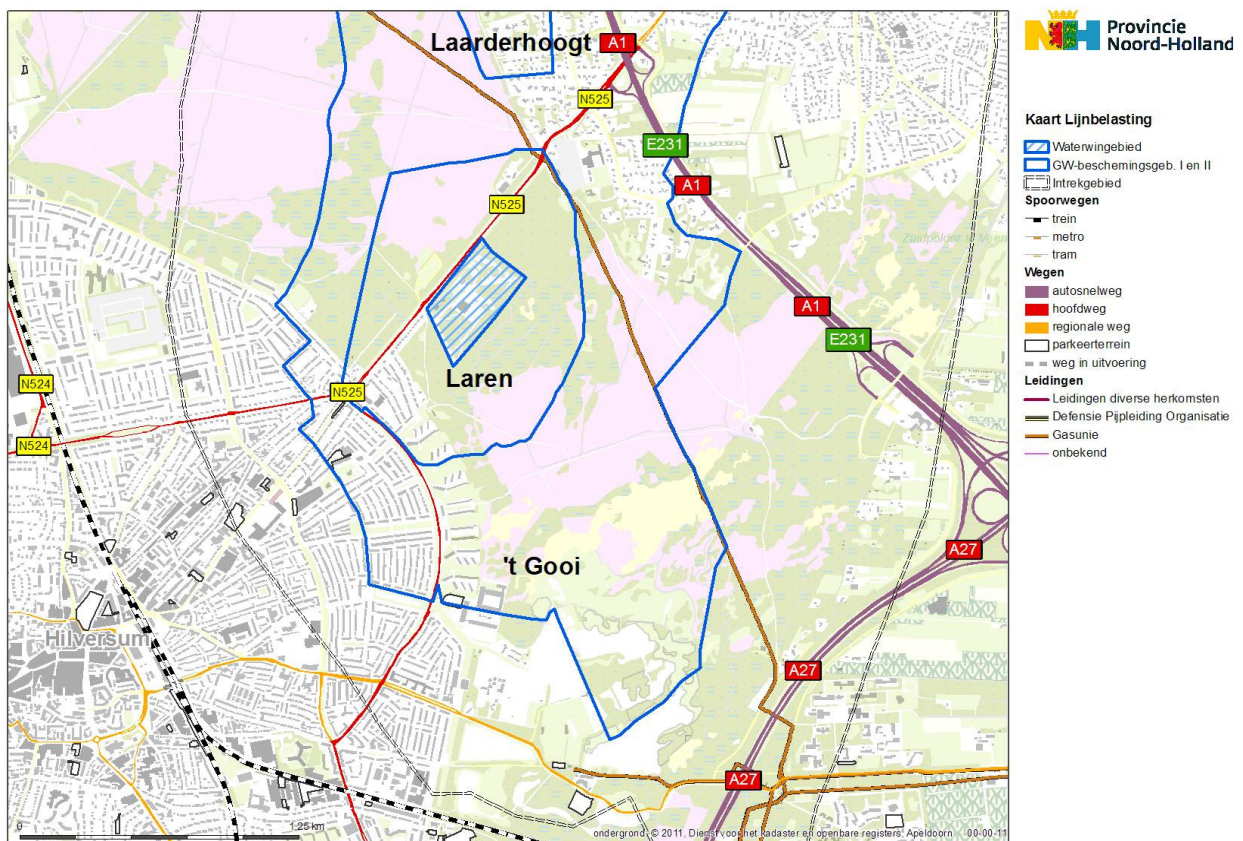 Laarderhoogt
A1
N525
E231
A1
N525
A1
E231
Laren
N525
N524
N524
A27
't Gooi
Hilversum
A27
A27
0
1.25 km
ondergrond: © 2011, Dienst voor het kadaster en openbare registers, Apeldoorn 00-00-11
Provincie
Noord-Holland
Kaart Lijnbelasting
Waterwingebied
GW-beschemingsgeb. I en II
Intrekgebied
Spoorwegen
trein
metro
tram
Wegen
autosnelweg
hoofdweg
regionale weg
parkeerterrein
weg in uitvoering
Leidingen
Leidingen diverse herkomsten
Defensie Pijpleiding Organisatie
Gasunie
onbekend